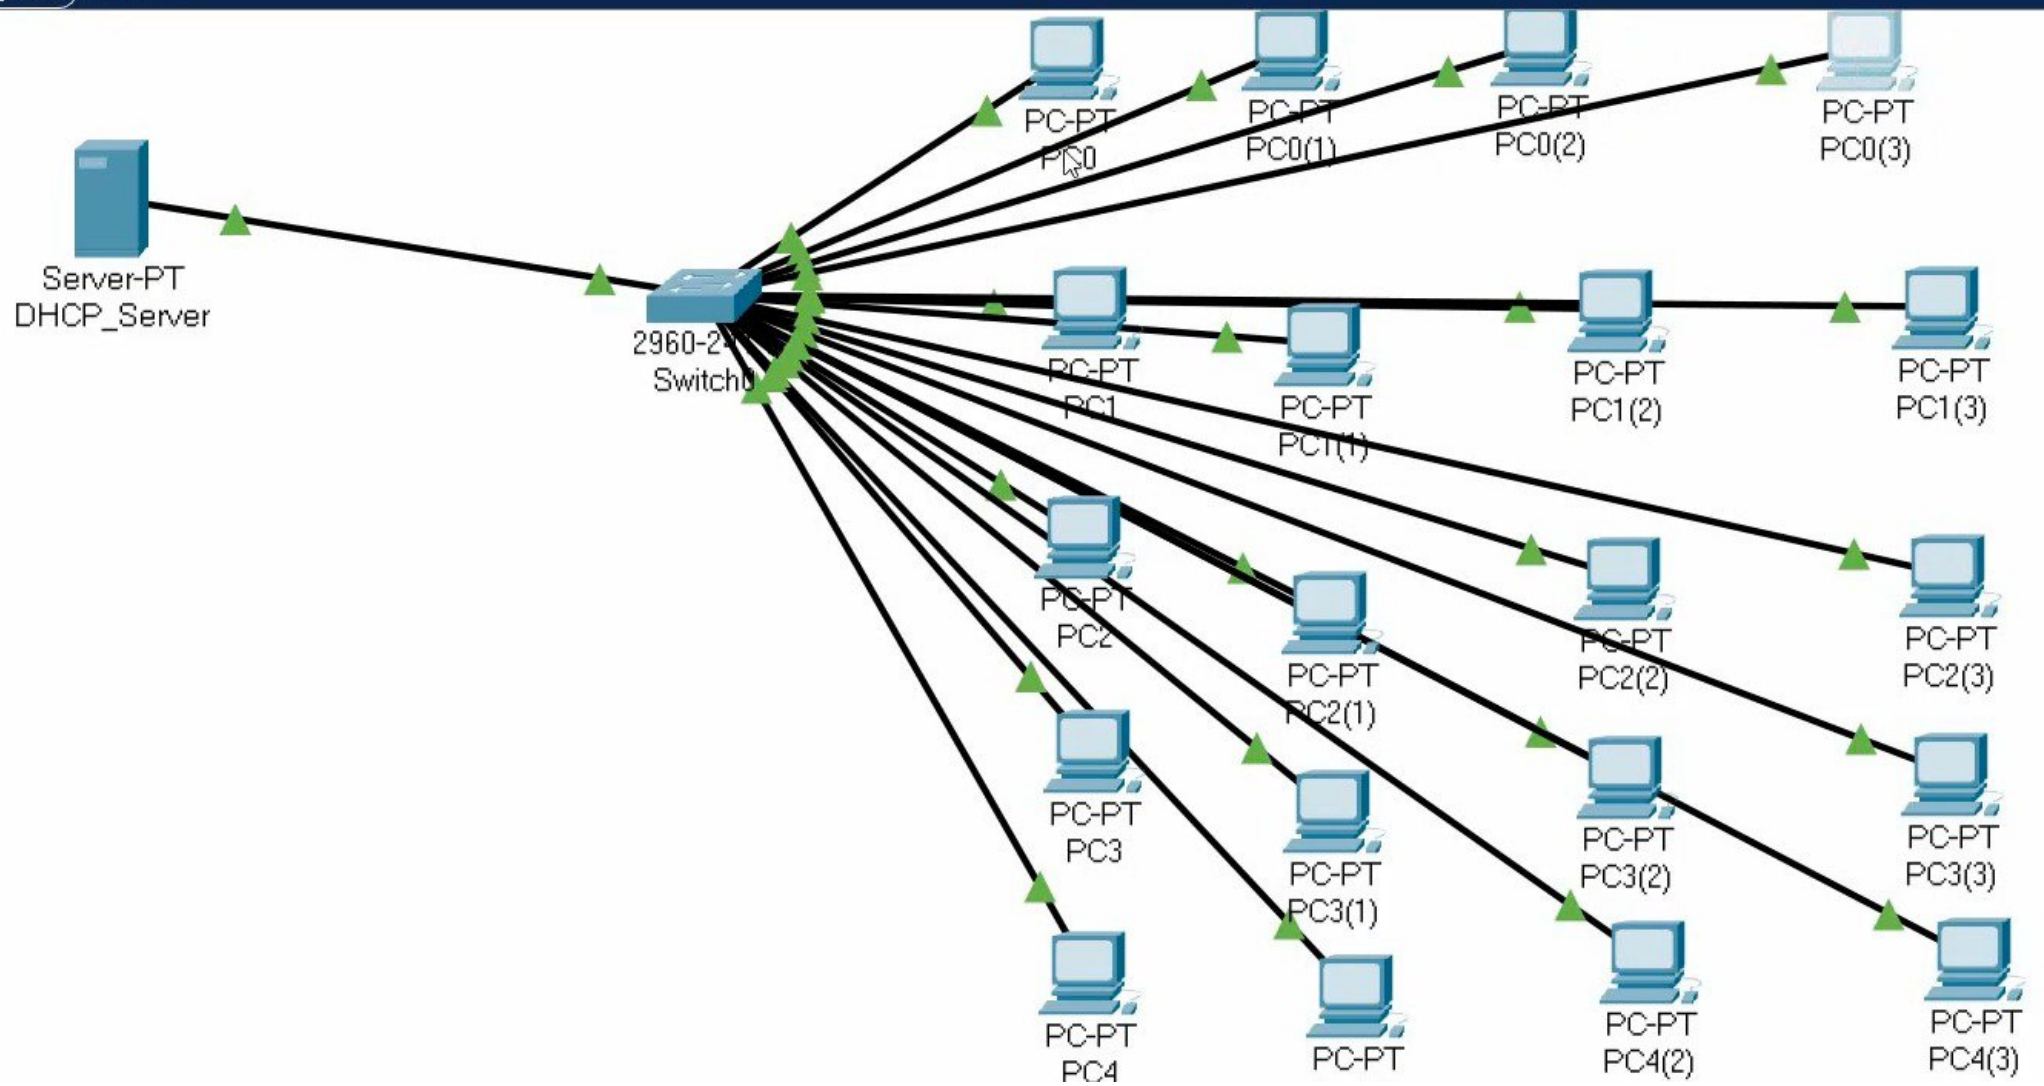 PC-PT
PC0
PC-PT
PC0(1)
PC-PT
PC0(2)
PC-PT
PC0(3)
Server-PT
DHCP_Server
2960-24
Switch0
PC-PT
PC1
PC-PT
PC1(1)
PC-PT
PC1(2)
PC-PT
PC1(3)
PC-PT
PC2
PC-PT
PC2(1)
PC-PT
PC2(2)
PC-PT
PC2(3)
PC-PT
PC3
PC-PT
PC3(1)
PC-PT
PC3(2)
PC-PT
PC3(3)
PC-PT
PC4
PC-PT
PC-PT
PC4(2)
PC-PT
PC4(3)